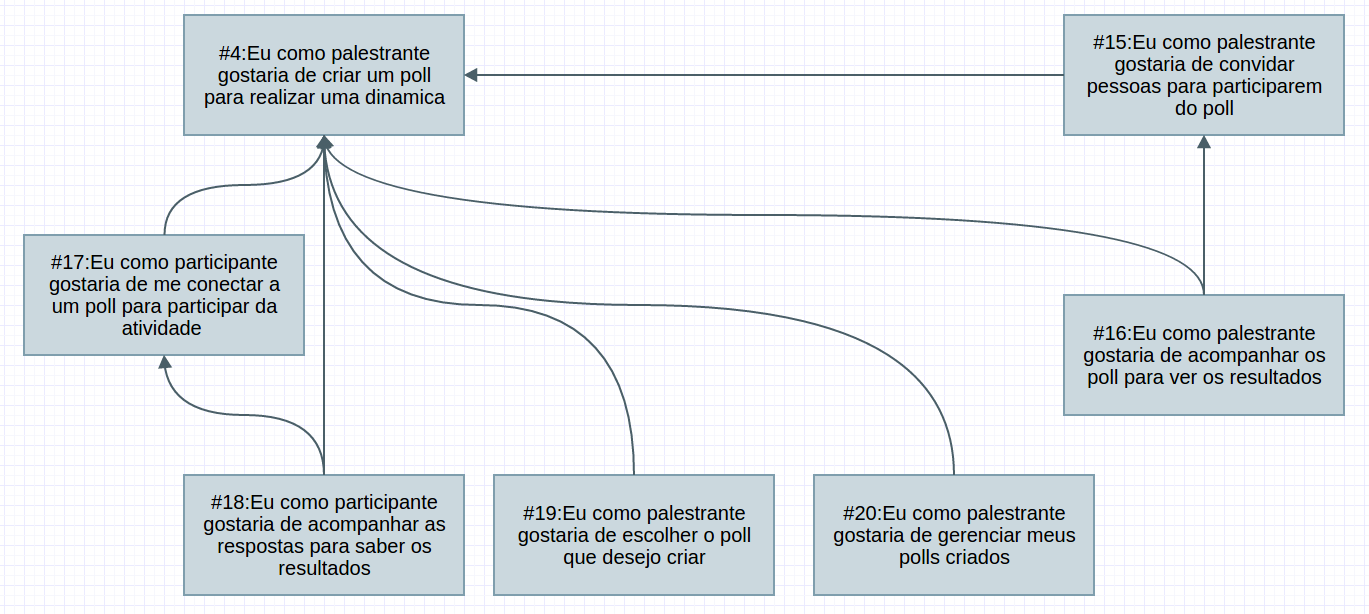 #4:Eu como palestrante
gostaria de criar um poll
para realizar uma dinamica
#15:Eu como palestrante
gostaria de convidar
pessoas para participarem
do poll
#17:Eu como participante
gostaria de me conectar a
um poll para participar da
atividade
#16:Eu como palestrante
gostaria de acompanhar os
poll para ver os resultados
#18:Eu como participante
gostaria de acompanhar as
respostas para saber os
resultados
#19:Eu como palestrante
gostaria de escolher o poll
que desejo criar
#20:Eu como palestrante
gostaria de gerenciar meus
polls criados